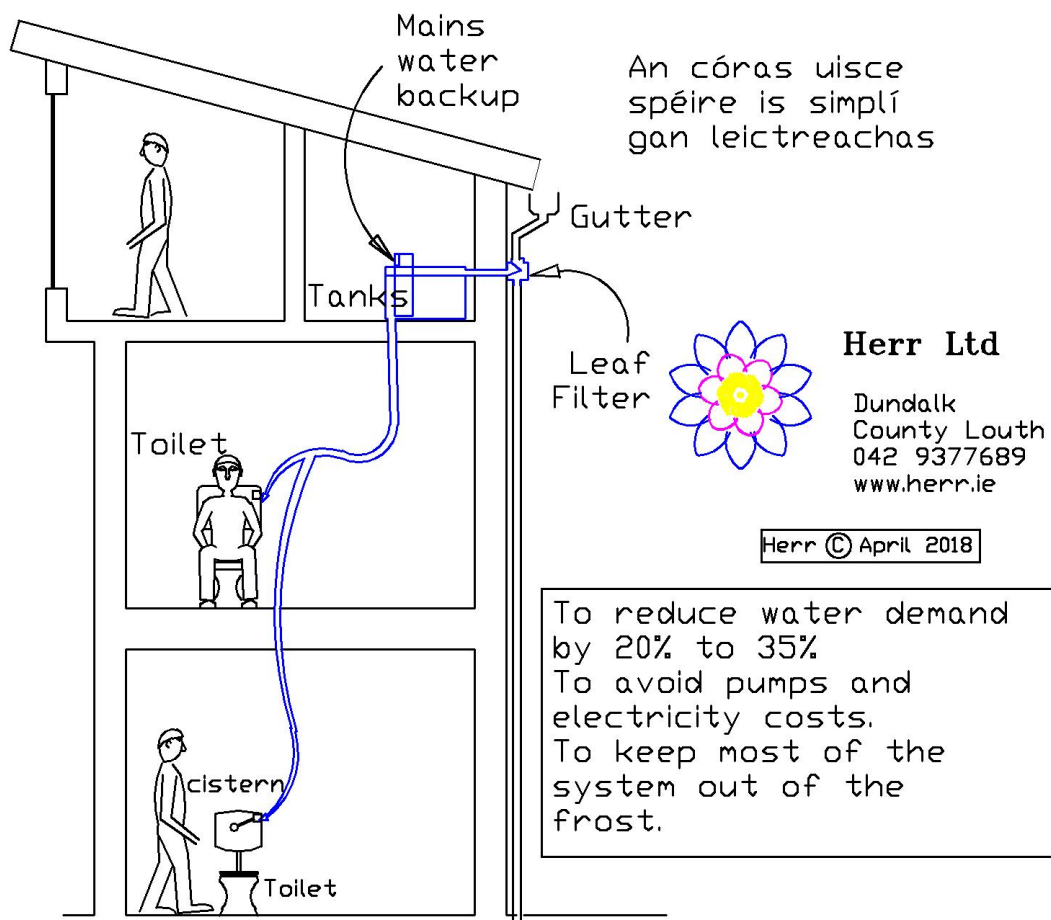 Mains
water
backup
An córas uisce
spéire is simplí
gan leictreachas
Gutter
Tanks
Leaf
Filter
Herr Ltd
Dundalk
County Louth
042 9377689
www.herr.ie
Toilet
Herr © April 2018
To reduce water demand
by 20% to 35%
To avoid pumps and
electricity costs.
To keep most of the
system out of the
frost.
cistern
Toilet